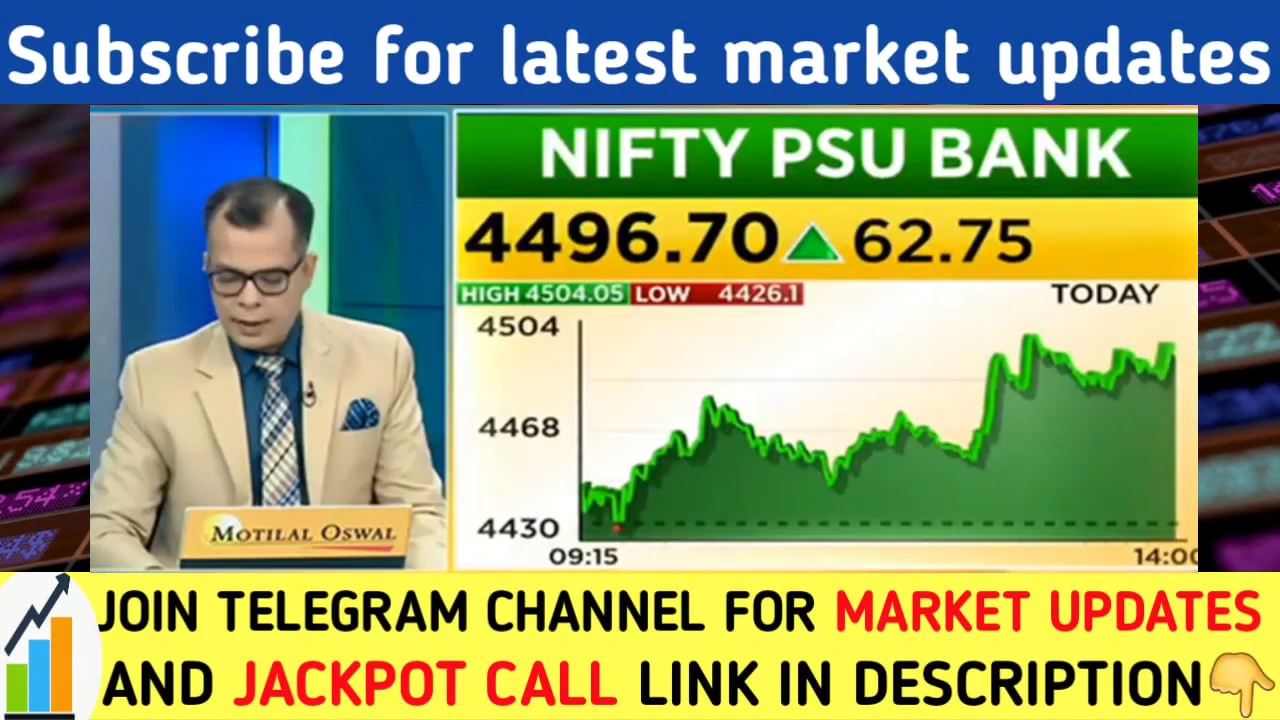 Subscribe for latest market updates
NIFTY PSU BANK
4496.70 62.75
HIGH 4504.05 LOW 4426.1
TODAY
4504
4468
4430
09:15
14:00
MOTILAL OSWAL
JOIN TELEGRAM CHANNEL FOR MARKET UPDATES
AND JACKPOT CALL LINK IN DESCRIPTION